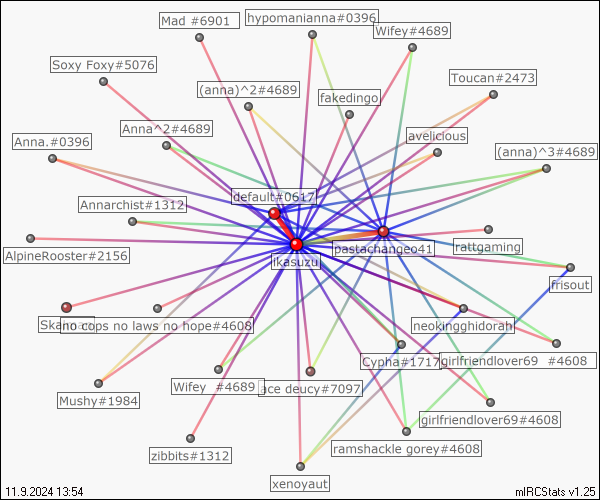 Mad #6901
hypomanianna#0396
Wifey#4689
Soxy Foxy#5076
Toucan#2473
(anna)^2#4689
fakedingo
Anna^2#4689
avelicious
Anna.#0396
(anna)^3#4689
default#0617
Annarchist#1312
pastachangeo41
rattgaming
AlpineRooster#2156
ikasuzu
frisout
no cops no laws no hope#4608
neokingghidorah
Cypha#1717
girlfriendlover69 #4608
Wifey #4689
ace deucy#7097
Mushy#1984
girlfriendlover69#4608
ramshackle gorey#4608
zibbits#1312
xenoyaut
11.9.2024 13:54
mIRCStats v1.25